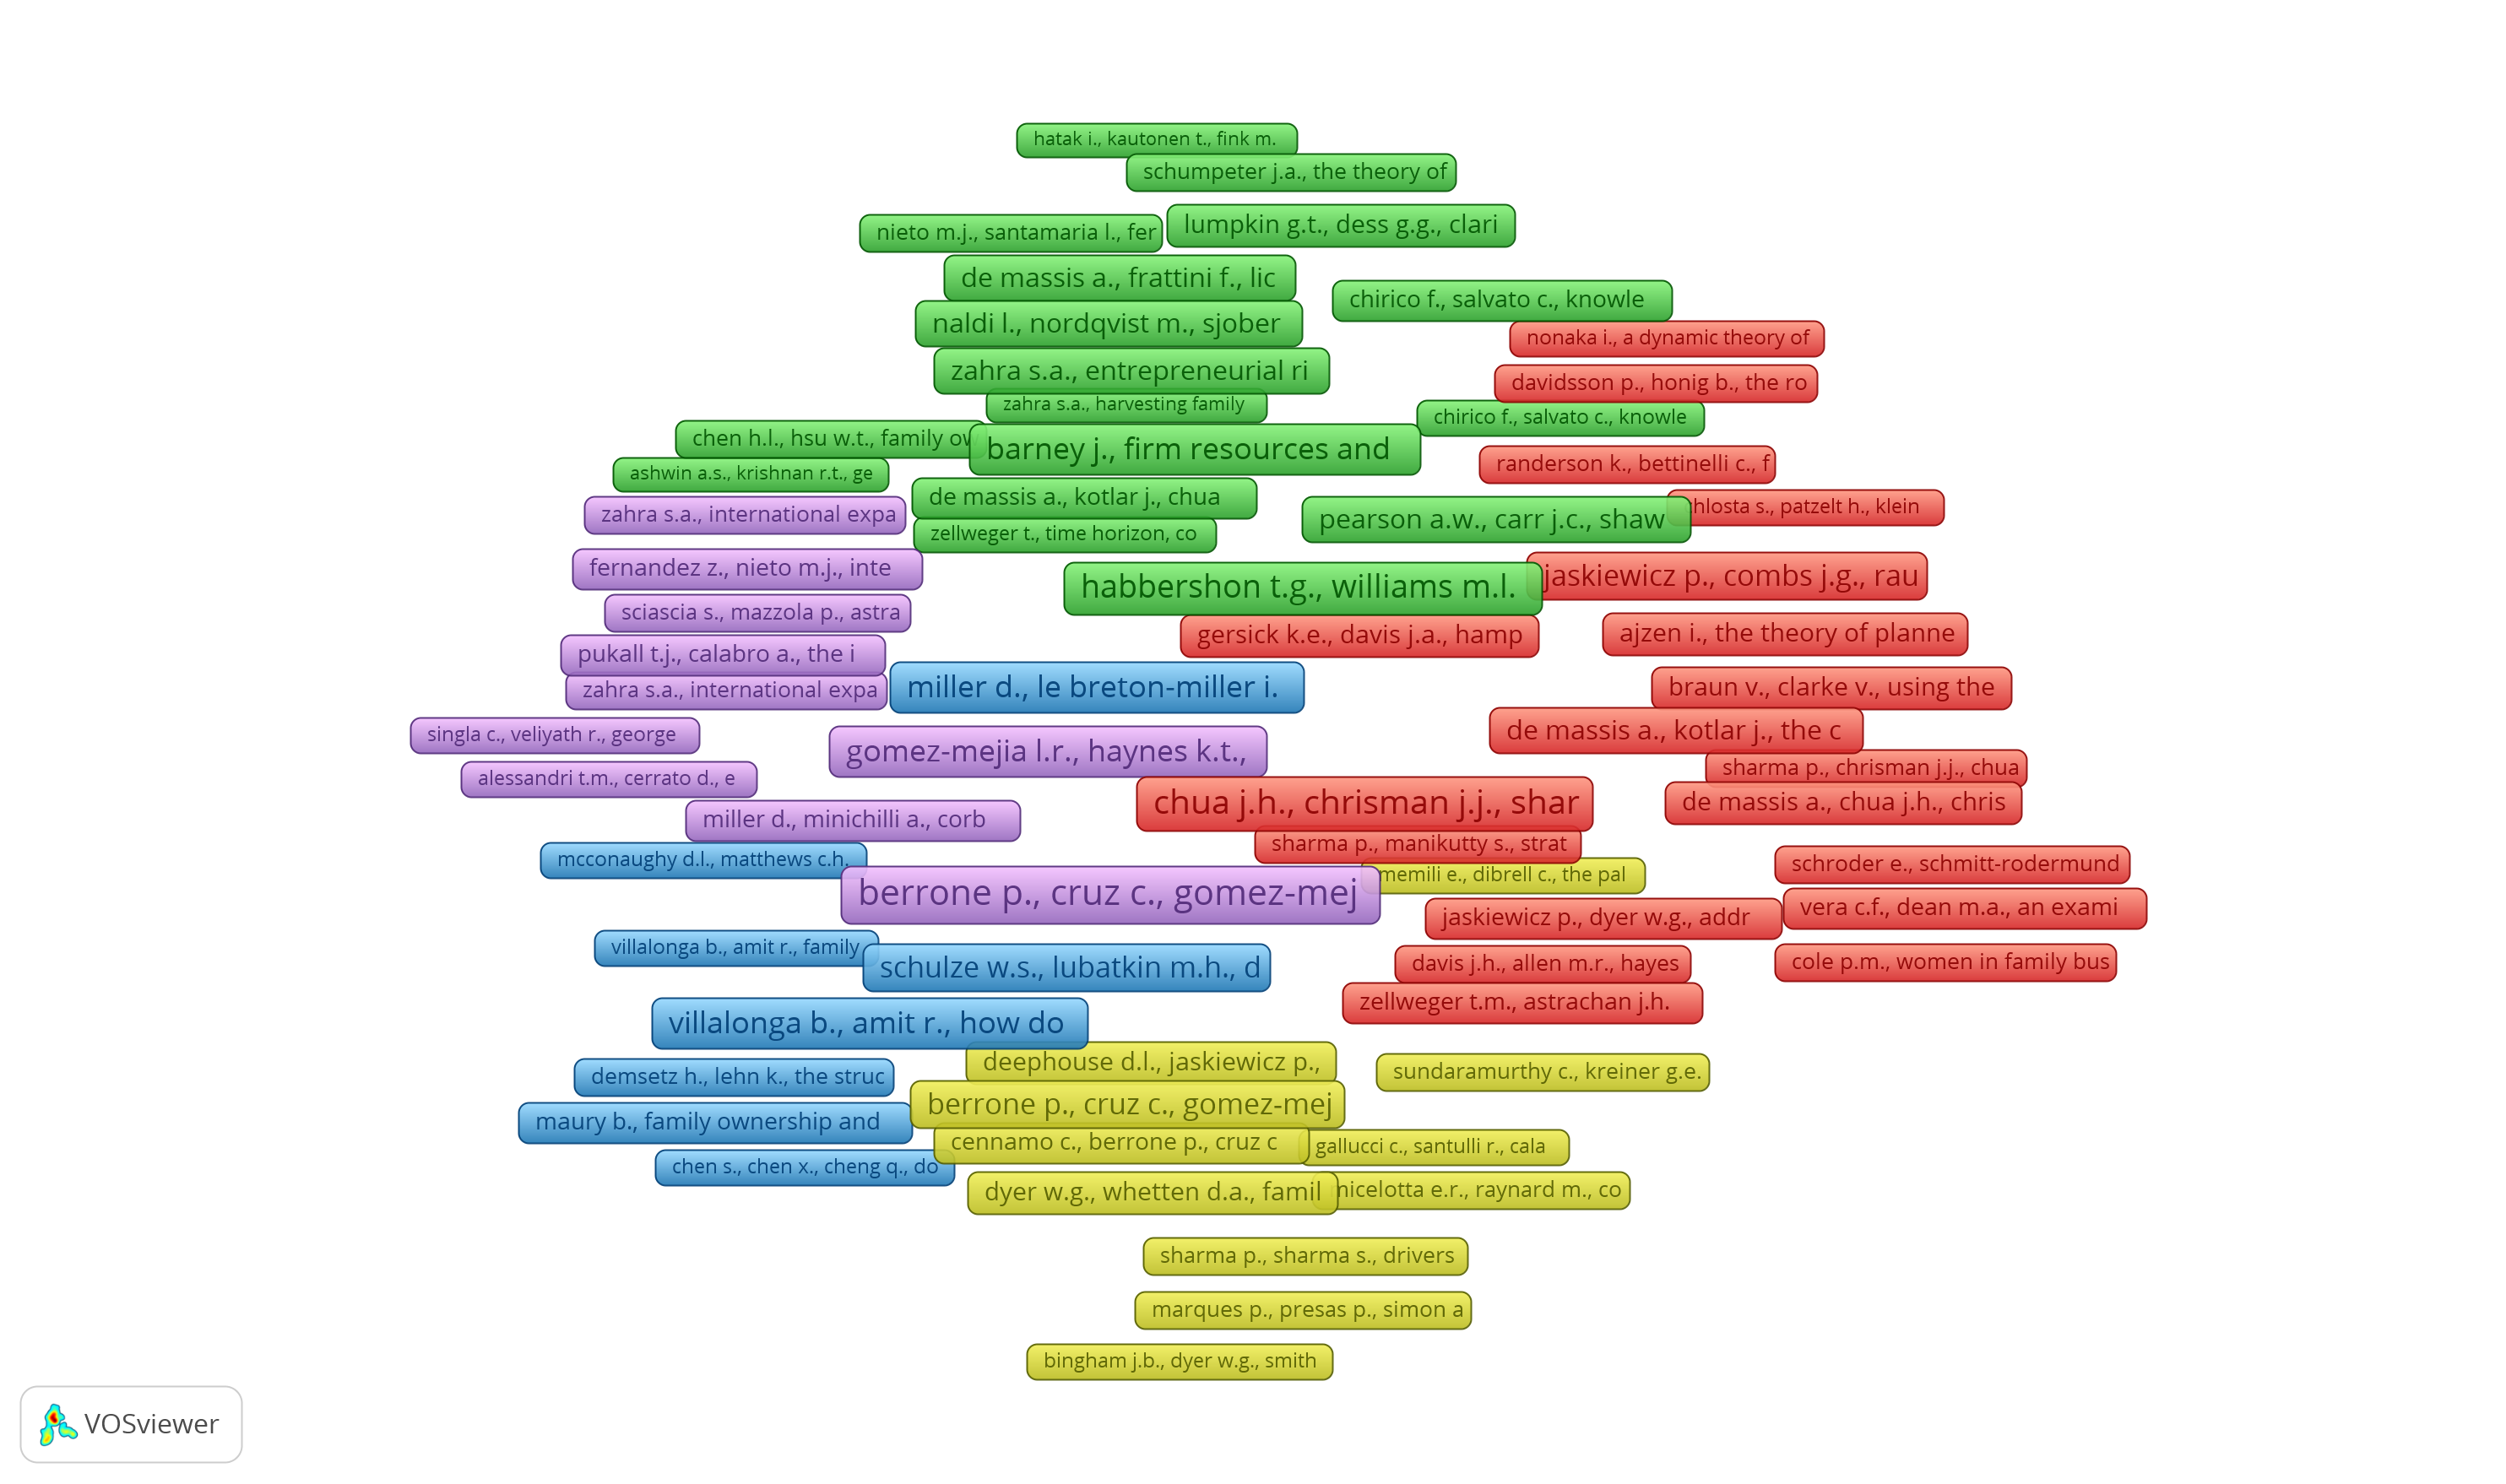 hatak i., kautonen t., fink m.
schumpeter j.a., the theory of
lumpkin g.t., dess g.g., clari
nieto m.j., santamaria l., fer
de massis a., frattini f., lic
chirico f., salvato c., knowle
naldi l., nordqvist m., sjober
nonaka i., a dynamic theory of
zahra s.a., entrepreneurial ri
davidsson p., honig b., the ro
zahra s.a., harvesting family
chirico f., salvato c., knowle
chen h.l., hsu w.t., family ow
barney j., firm resources and
randerson k., bettinelli c., f
ashwin a.s., krishnan r.t., ge
de massis a., kotlar j., chua
zahra s.a., international expa
pearson a.w., carr j.c., shaw
hlosta s., patzelt h., klein
zellweger t., time horizon, co
fernandez z., nieto m.j., inte
habbershon t.g., williams m.l.
jaskiewicz p., combs j.g., rau
sciascia s., mazzola p., astra
gersick k.e., davis j.a., hamp
ajzen i., the theory of planne
pukall t.j., calabro a., the i
zahra s.a., international expa
miller d., le breton-miller i.
braun v., clarke v., using the
singla c., veliyath r., george
de massis a., kotlar j., the c
gomez-mejia l.r., haynes k.t.,
sharma p., chrisman j.j., chua
alessandri t.m., cerrato d., e
chua j.h., chrisman j.j., shar
de massis a., chua j.h., chris
miller d., minichilli a., corb
sharma p., manikutty s., strat
mcconaughy d.l., matthews c.h.
schroder e., schmitt-rodermund
memili e., dibrell c., the pal
berrone p., cruz c., gomez-mej
vera c.f., dean m.a., an exami
jaskiewicz p., dyer w.g., addr
villalonga b., amit r., family
schulze w.s., lubatkin m.h., d
davis j.h., allen m.r., hayes
cole p.m., women in family bus
zellweger t.m., astrachan j.h.
villalonga b., amit r., how do
deephouse d.l., jaskiewicz p.,
sundaramurthy c., kreiner g.e.
demsetz h., lehn k., the struc
berrone p., cruz c., gomez-mej
maury b., family ownership and
cennamo c., berrone p., cruz c
gallucci c., santulli r., cala
chen s., chen x., cheng q., do
dyer w.g., whetten d.a., famil
micelotta e.r., raynard m., co
sharma p., sharma s., drivers
marques p., presas p., simon a
bingham j.b., dyer w.g., smith
VOSviewer